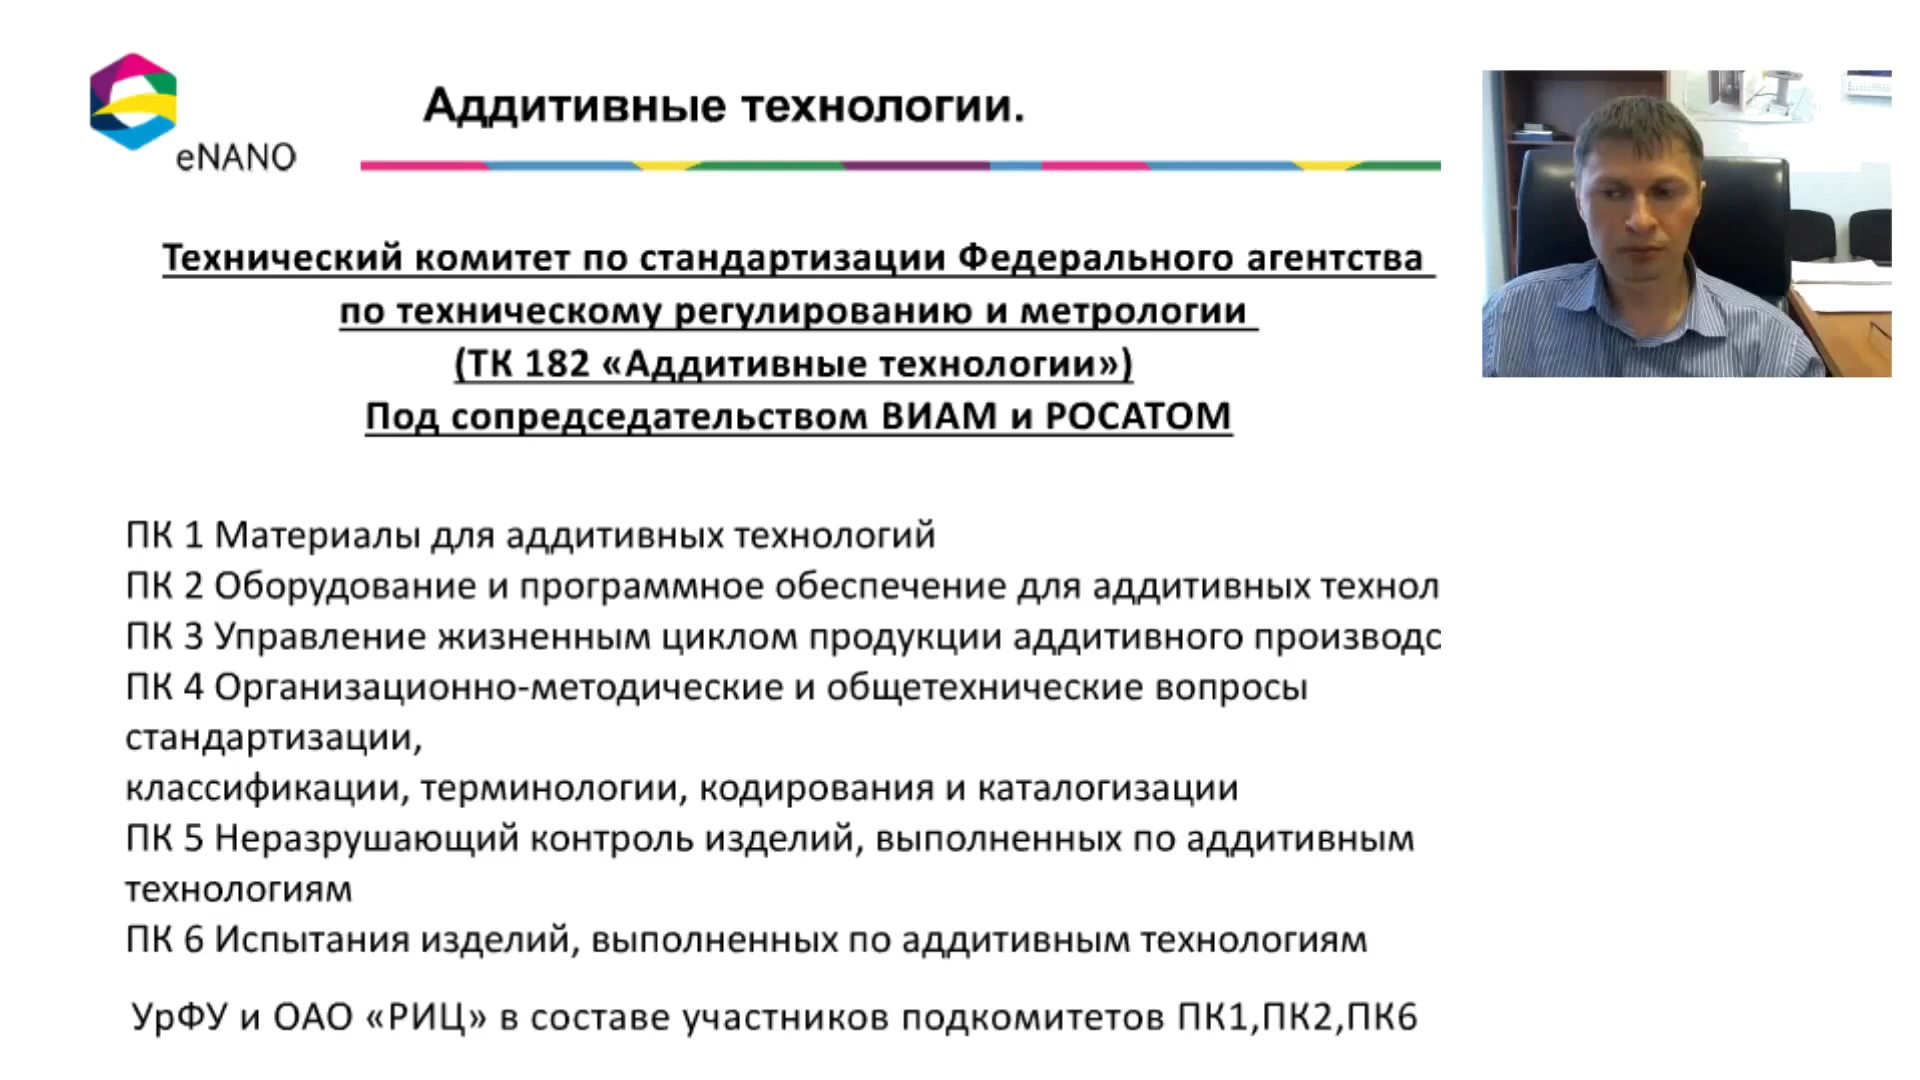 eNANO
Аддитивные технологии.
Технический комитет по стандартизации Федерального агентства
по техническому регулированию и метрологии
(ТК 182 «Аддитивные технологии»)
Под сопредседательством ВИАМ и РОСАТОМ
ПК 1 Материалы для аддитивных технологий
ПК 2 Оборудование и программное обеспечение для аддитивных технол
ПК 3 Управление жизненным циклом продукции аддитивного производс
ПК 4 Организационно-методические и общетехнические вопросы
стандартизации,
классификации, терминологии, кодирования и каталогизации
ПК 5 Неразрушающий контроль изделий, выполненных по аддитивным
технологиям
ПК 6 Испытания изделий, выполненных по аддитивным технологиям
УрФУ и ОАО «РИЦ» в составе участников подкомитетов ПК1,ПК2,ПК6